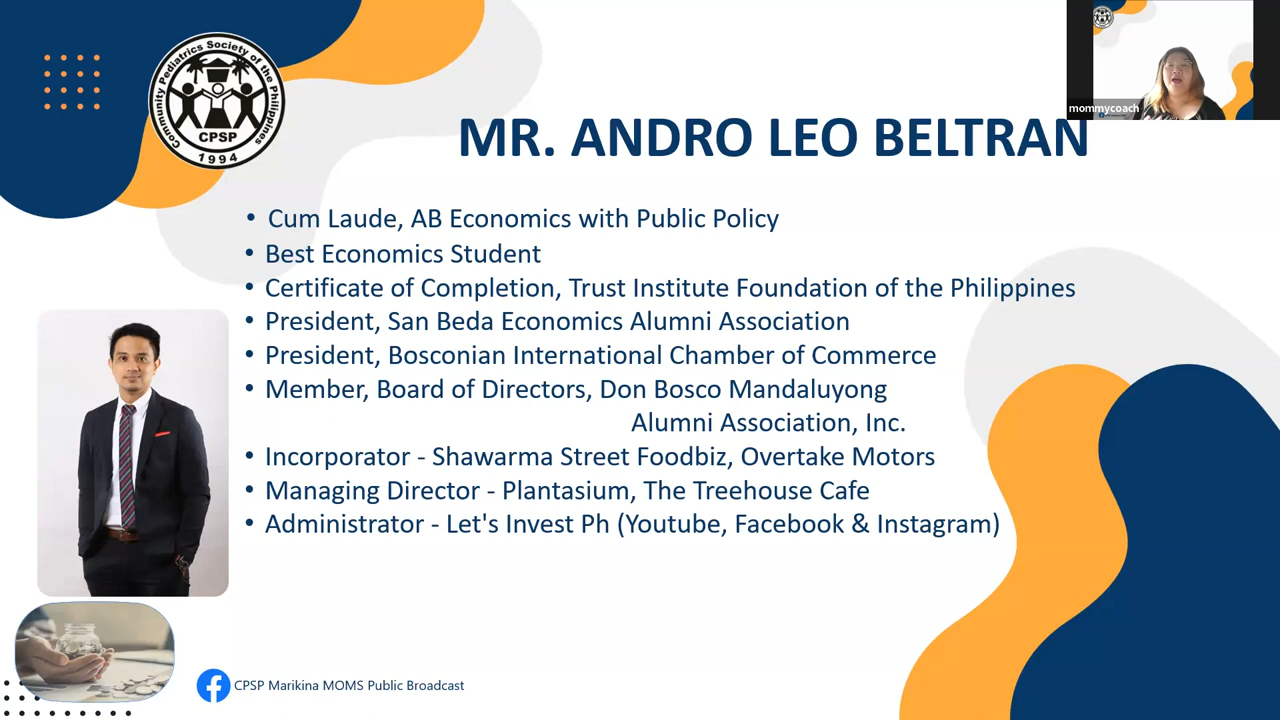 Community Pediatrics Society of the Philippines
CPSP
1994
mommycoach
MR. ANDRO LEO BELTRAN
• Cum Laude, AB Economics with Public Policy
• Best Economics Student
• Certificate of Completion, Trust Institute Foundation of the Philippines
• President, San Beda Economics Alumni Association
• President, Bosconian International Chamber of Commerce
• Member, Board of Directors, Don Bosco Mandaluyong
Alumni Association, Inc.
• Incorporator - Shawarma Street Foodbiz, Overtake Motors
• Managing Director - Plantasium, The Treehouse Cafe
• Administrator - Let's Invest Ph (Youtube, Facebook & Instagram)
CPSP Marikina MOMS Public Broadcast